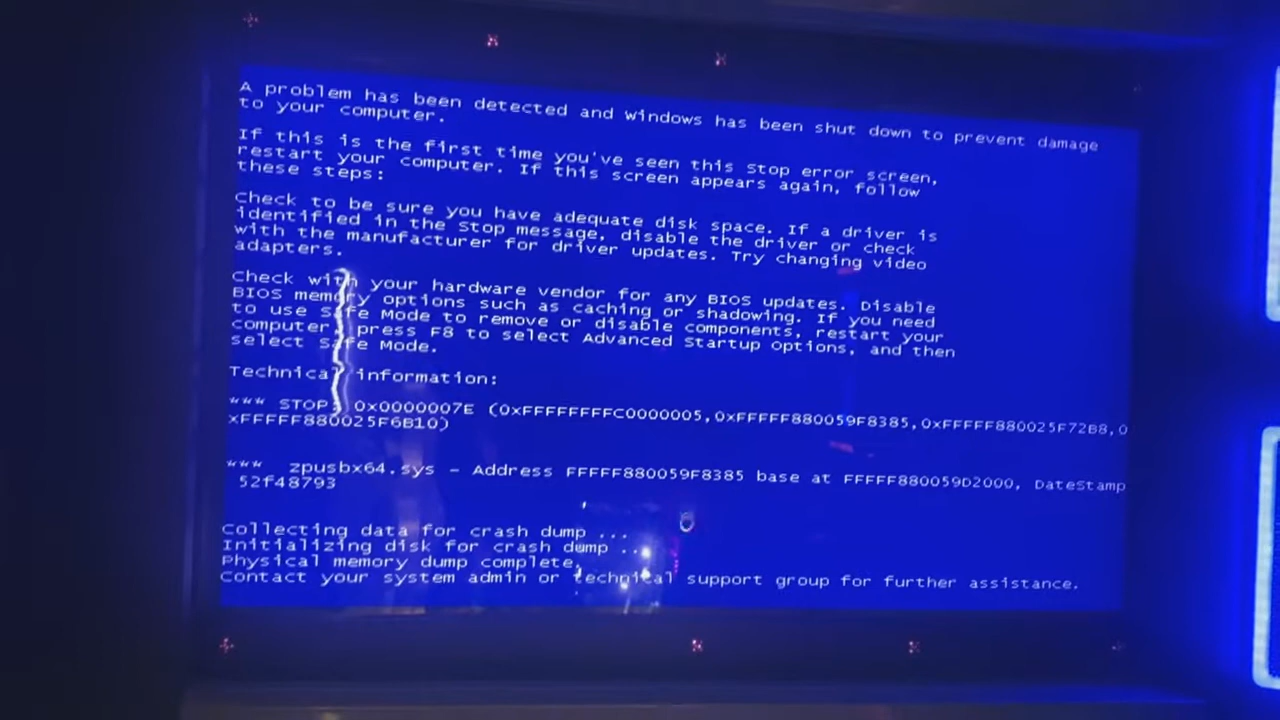 A problem has been detected and Windows has been shut down to prevent damage
to your computer.
If this is the first time you've seen this Stop error screen,
restart your computer. If this screen appears again, follow
these steps:
Check to be sure you have adequate disk space. If a driver is
identified in the Stop message, disable the driver or check
with the manufacturer for driver updates. Try changing video
adapters.
Check with your hardware vendor for any BIOS updates. Disable
BIOS memory options such as caching or shadowing. If you need
to use Safe Mode to remove or disable components, restart your
computer, press F8 to select Advanced Startup Options, and then
select Safe Mode.
Technical information:
*** STOP: 0x0000007E (0xFFFFFFFFC0000005,0xFFFFF880059F8385,0xFFFFF880025F72B8,0
xFFFFF880025F6B10)
*** zpusbx64.sys - Address FFFFF880059F8385 base at FFFFF880059D2000, DateStamp
52f48793
Collecting data for crash dump ...
Initializing disk for crash dump ...
Physical memory dump complete.
Contact your system admin or technical support group for further assistance.